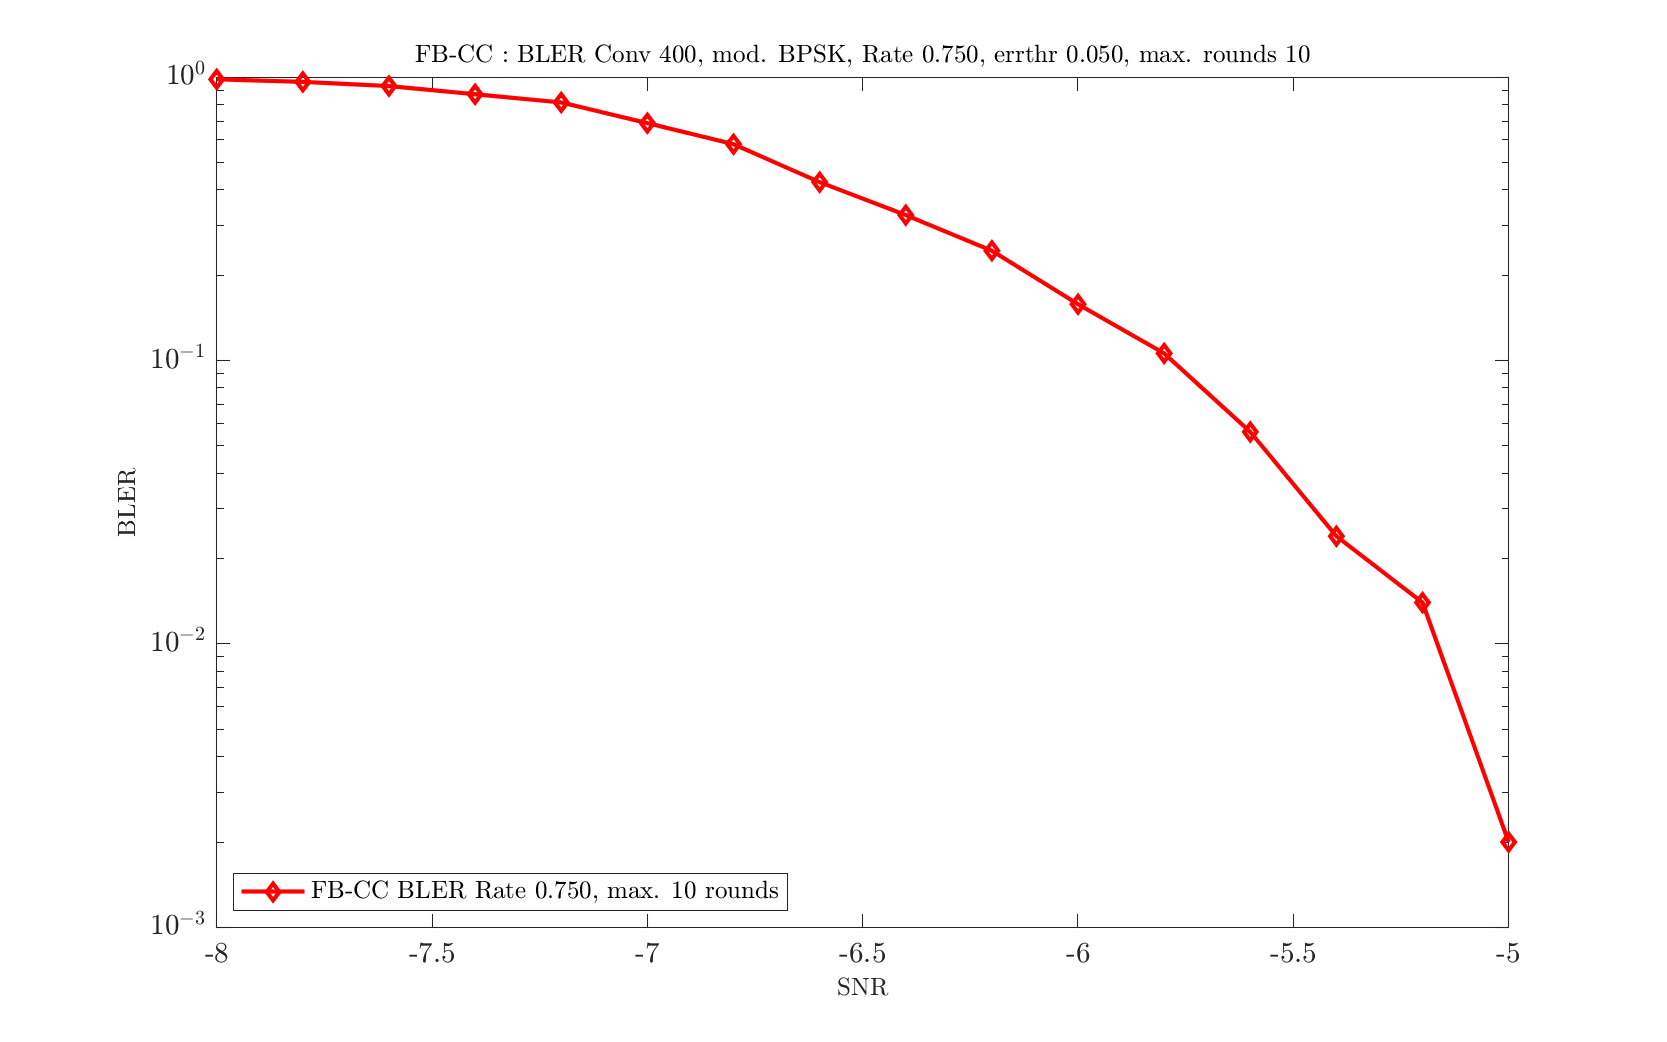 FB-CC : BLER Conv 400, mod. BPSK, Rate 0.750, errthr 0.050, max. rounds 10
10^0
10^{-1}
10^{-2}
10^{-3}
BLER
FB-CC BLER Rate 0.750, max. 10 rounds
-8 -7.5 -7 -6.5 -6 -5.5 -5
SNR